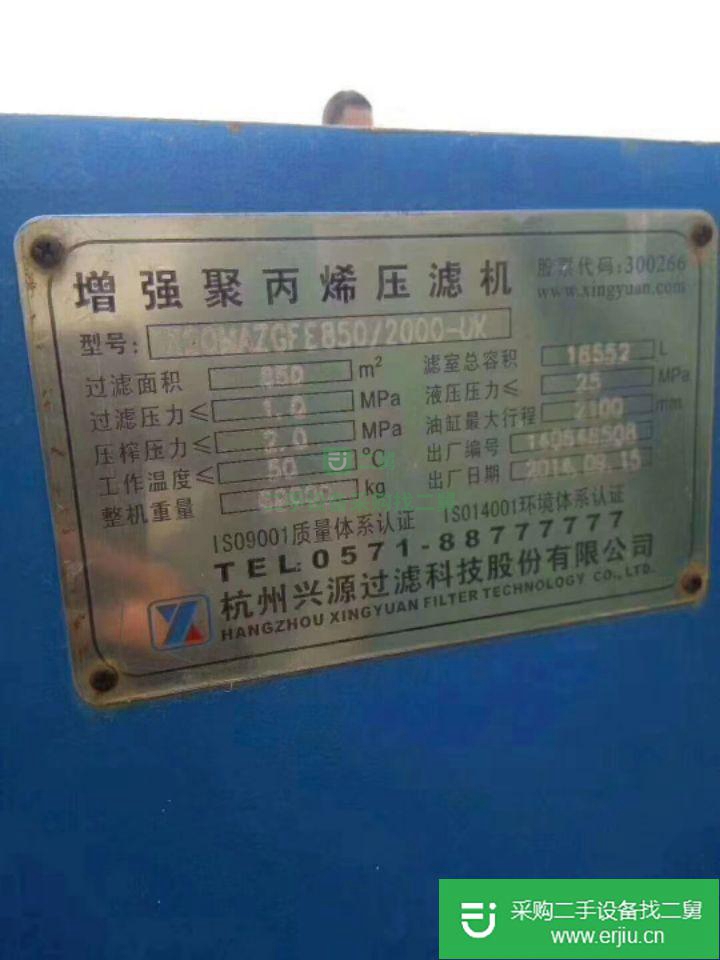 增强聚丙烯压滤机
股票代码:300266
www.xingyuan.com
型号: 850/2000-UK
过滤面积 850 m²
滤室总容积 16552 L
过滤压力≤ 1.0 MPa
液压压力≤ 25 MPa
压榨压力≤ 2.0 MPa
油缸最大行程 2100 mm
工作温度≤ 50 °C
出厂编号
整机重量 kg
出厂日期
ISO9001质量体系认证 ISO14001环境体系认证
TEL:0571-88777777
杭州兴源过滤科技股份有限公司
HANGZHOU XINGYUAN FILTER TECHNOLOGY CO.,LTD.
采购二手设备找二舅
www.erjiu.cn